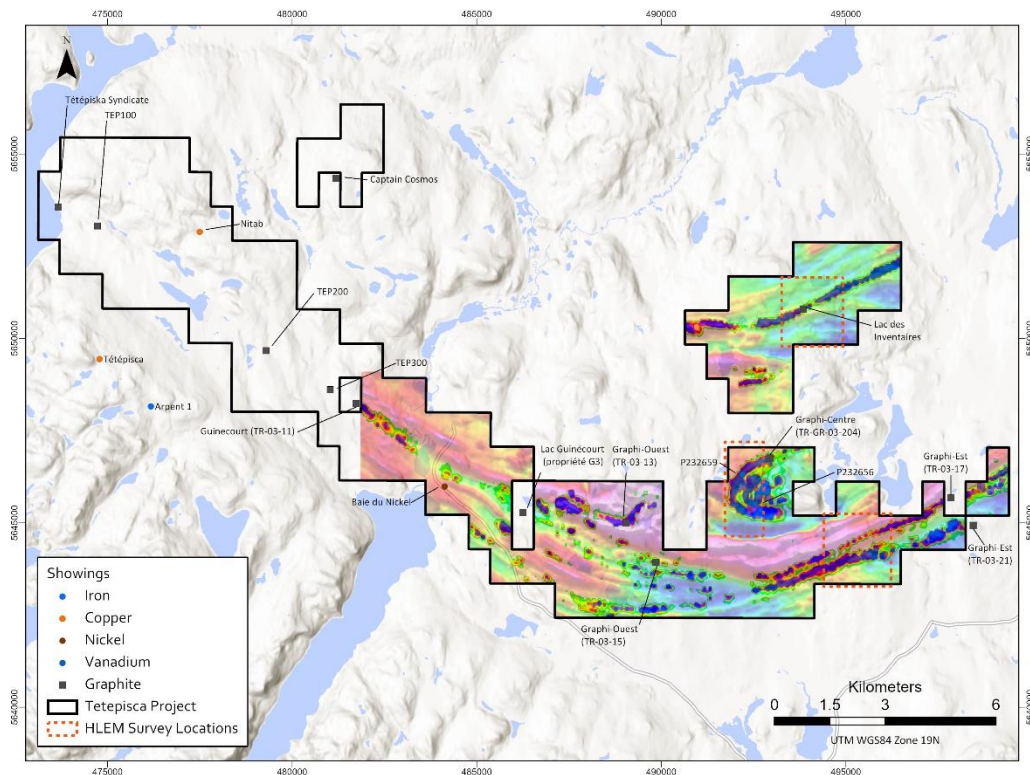 475000
480000
485000
490000
495000
N
Tétépiska Syndicate
TEP100
5655000
5655000
Captain Cosmos
Nitab
TEP200
5650000
5650000
Lac des
Inventaires
Tétépisca
TEP300
Arpent 1
Guinecourt (TR-03-11)
Graphi-Centre
(TR-GR-03-204)
Lac Guinécourt
(propriété G3)
Graphi-Ouest
(TR-03-13)
P232659
P232656
Graphi-Est
(TR-03-17)
Baie du Nickel
5645000
5645000
Graphi-Est
(TR-03-21)
Graphi-Ouest
(TR-03-15)
Showings
Iron
Copper
Nickel
Vanadium
Graphite
Tetepisca Project
HLEM Survey Locations
Kilometers
0 1.5 3 6
UTM WGS84 Zone 19N
5640000
5640000
475000
480000
485000
490000
495000